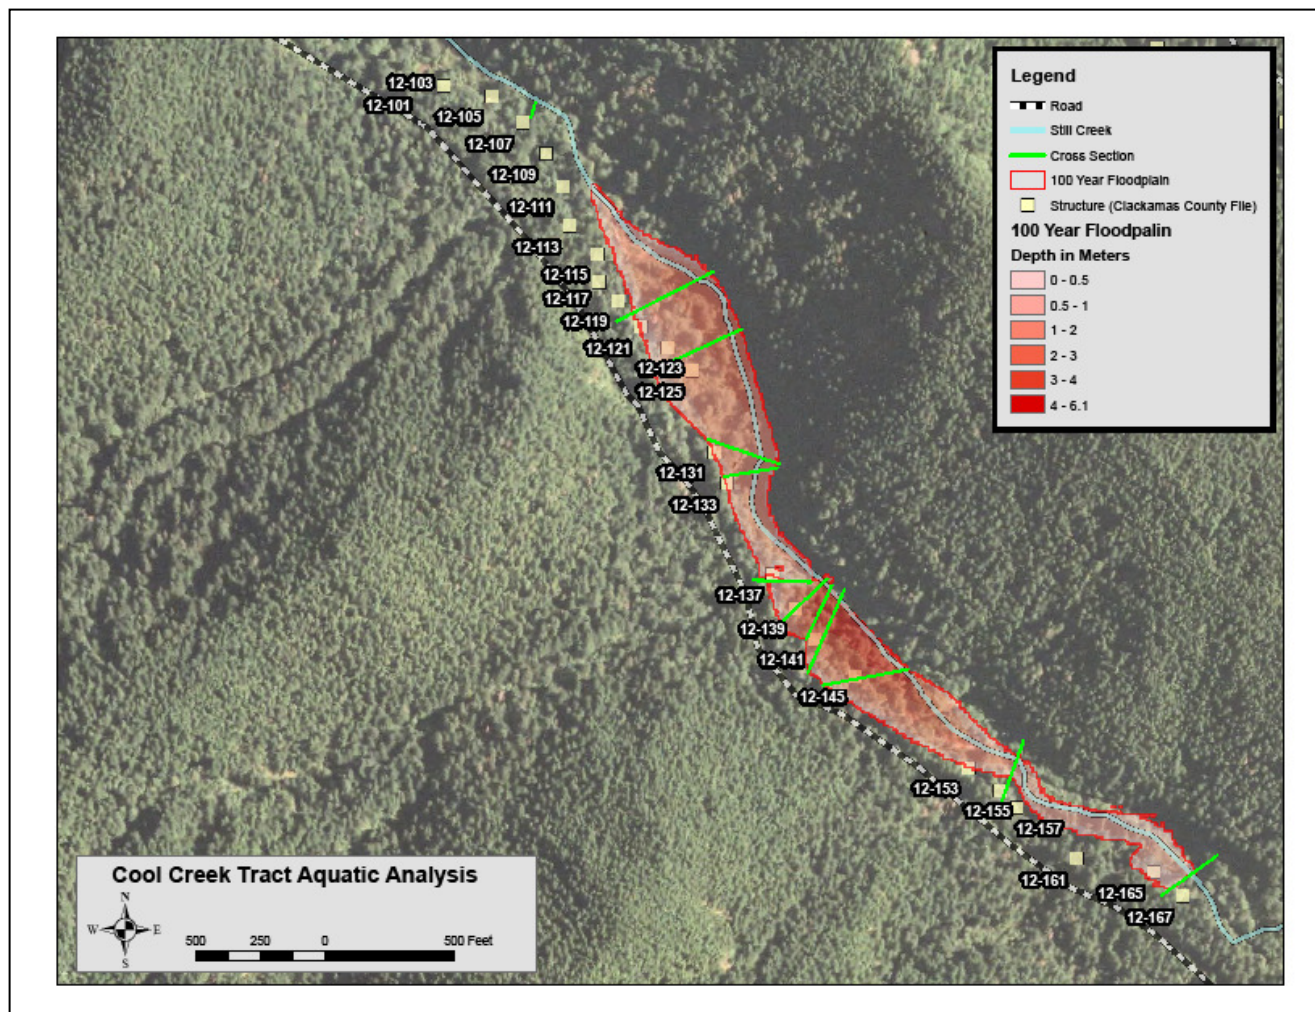 12-103
12-101
12-105
12-107
12-109
12-111
12-113
12-115
12-117
12-119
12-121
12-123
12-125
12-131
12-133
12-137
12-139
12-141
12-145
12-153
12-155
12-157
12-161
12-165
12-167
Legend
Road
Still Creek
Cross Section
100 Year Floodplain
Structure (Clackamas County File)
100 Year Floodpalin
Depth in Meters
0 - 0.5
0.5 - 1
1 - 2
2 - 3
3 - 4
4 - 6.1
Cool Creek Tract Aquatic Analysis
N
W E
S
500 250 0 500 Feet